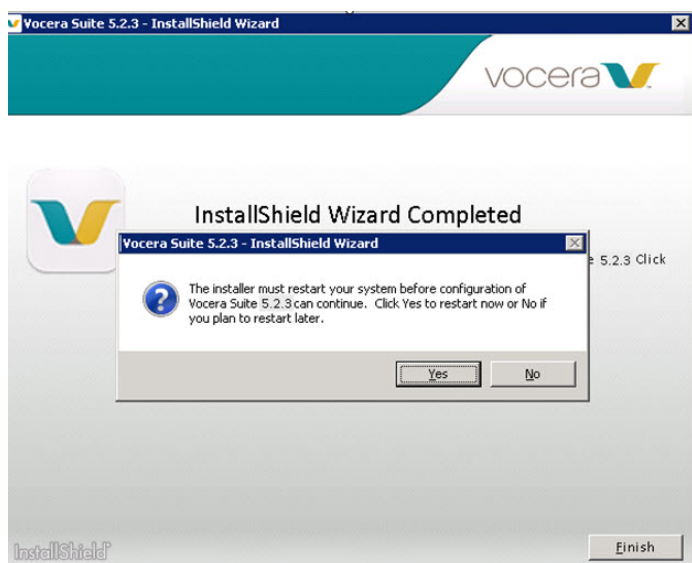 Vocera Suite 5.2.3 - InstallShield Wizard
vocera
InstallShield Wizard Completed
Vocera Suite 5.2.3 - InstallShield Wizard
5.2.3 Click
The installer must restart your system before configuration of
Vocera Suite 5.2.3 can continue. Click Yes to restart now or No if
you plan to restart later.
Yes
No
InstallShield
Finish